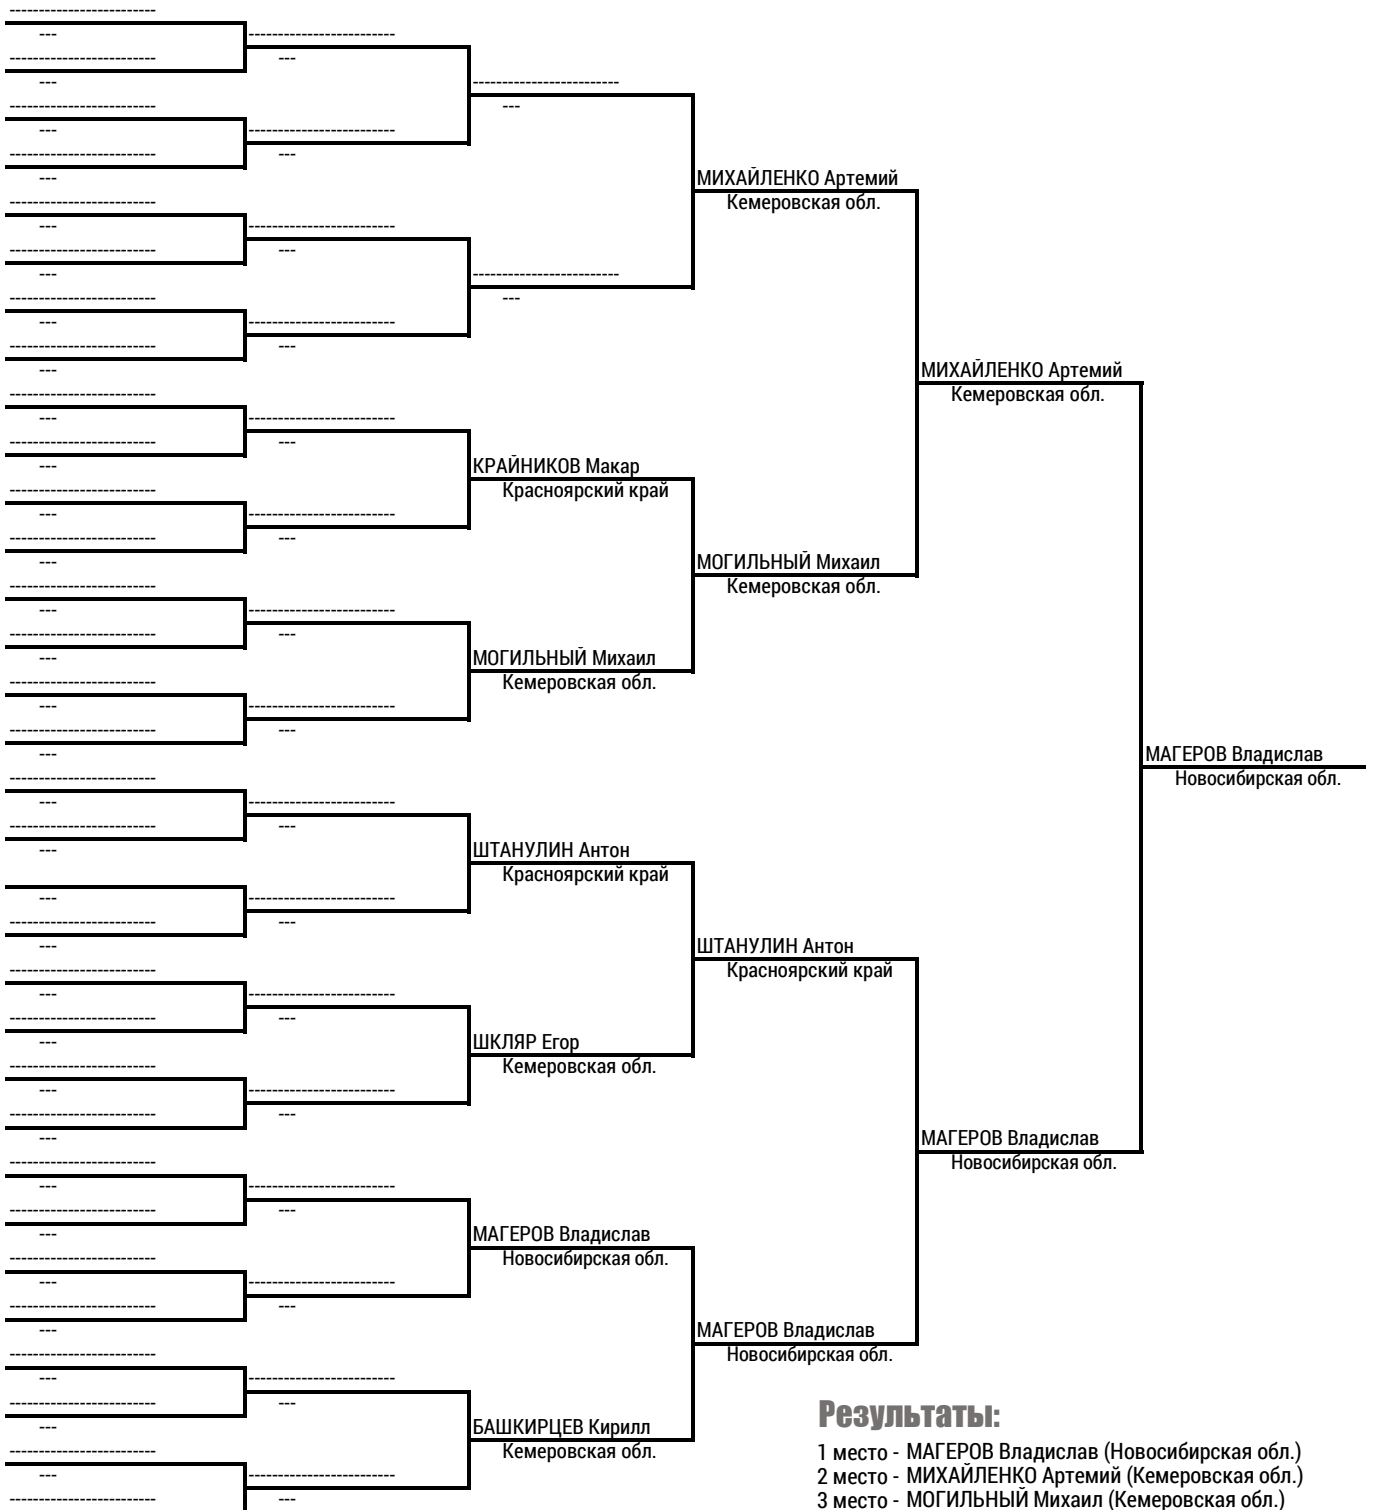 МИХАЙЛЕНКО Артемий
Кемеровская обл.
МИХАЙЛЕНКО Артемий
Кемеровская обл.
КРАЙНИКОВ Макар
Красноярский край
МОГИЛЬНЫЙ Михаил
Кемеровская обл.
МОГИЛЬНЫЙ Михаил
Кемеровская обл.
МАГЕРОВ Владислав
Новосибирская обл.
ШТАНУЛИН Антон
Красноярский край
ШТАНУЛИН Антон
Красноярский край
ШКЛЯР Егор
Кемеровская обл.
МАГЕРОВ Владислав
Новосибирская обл.
МАГЕРОВ Владислав
Новосибирская обл.
МАГЕРОВ Владислав
Новосибирская обл.
БАШКИРЦЕВ Кирилл
Кемеровская обл.
Результаты:
1 место - МАГЕРОВ Владислав (Новосибирская обл.)
2 место - МИХАЙЛЕНКО Артемий (Кемеровская обл.)
3 место - МОГИЛЬНЫЙ Михаил (Кемеровская обл.)